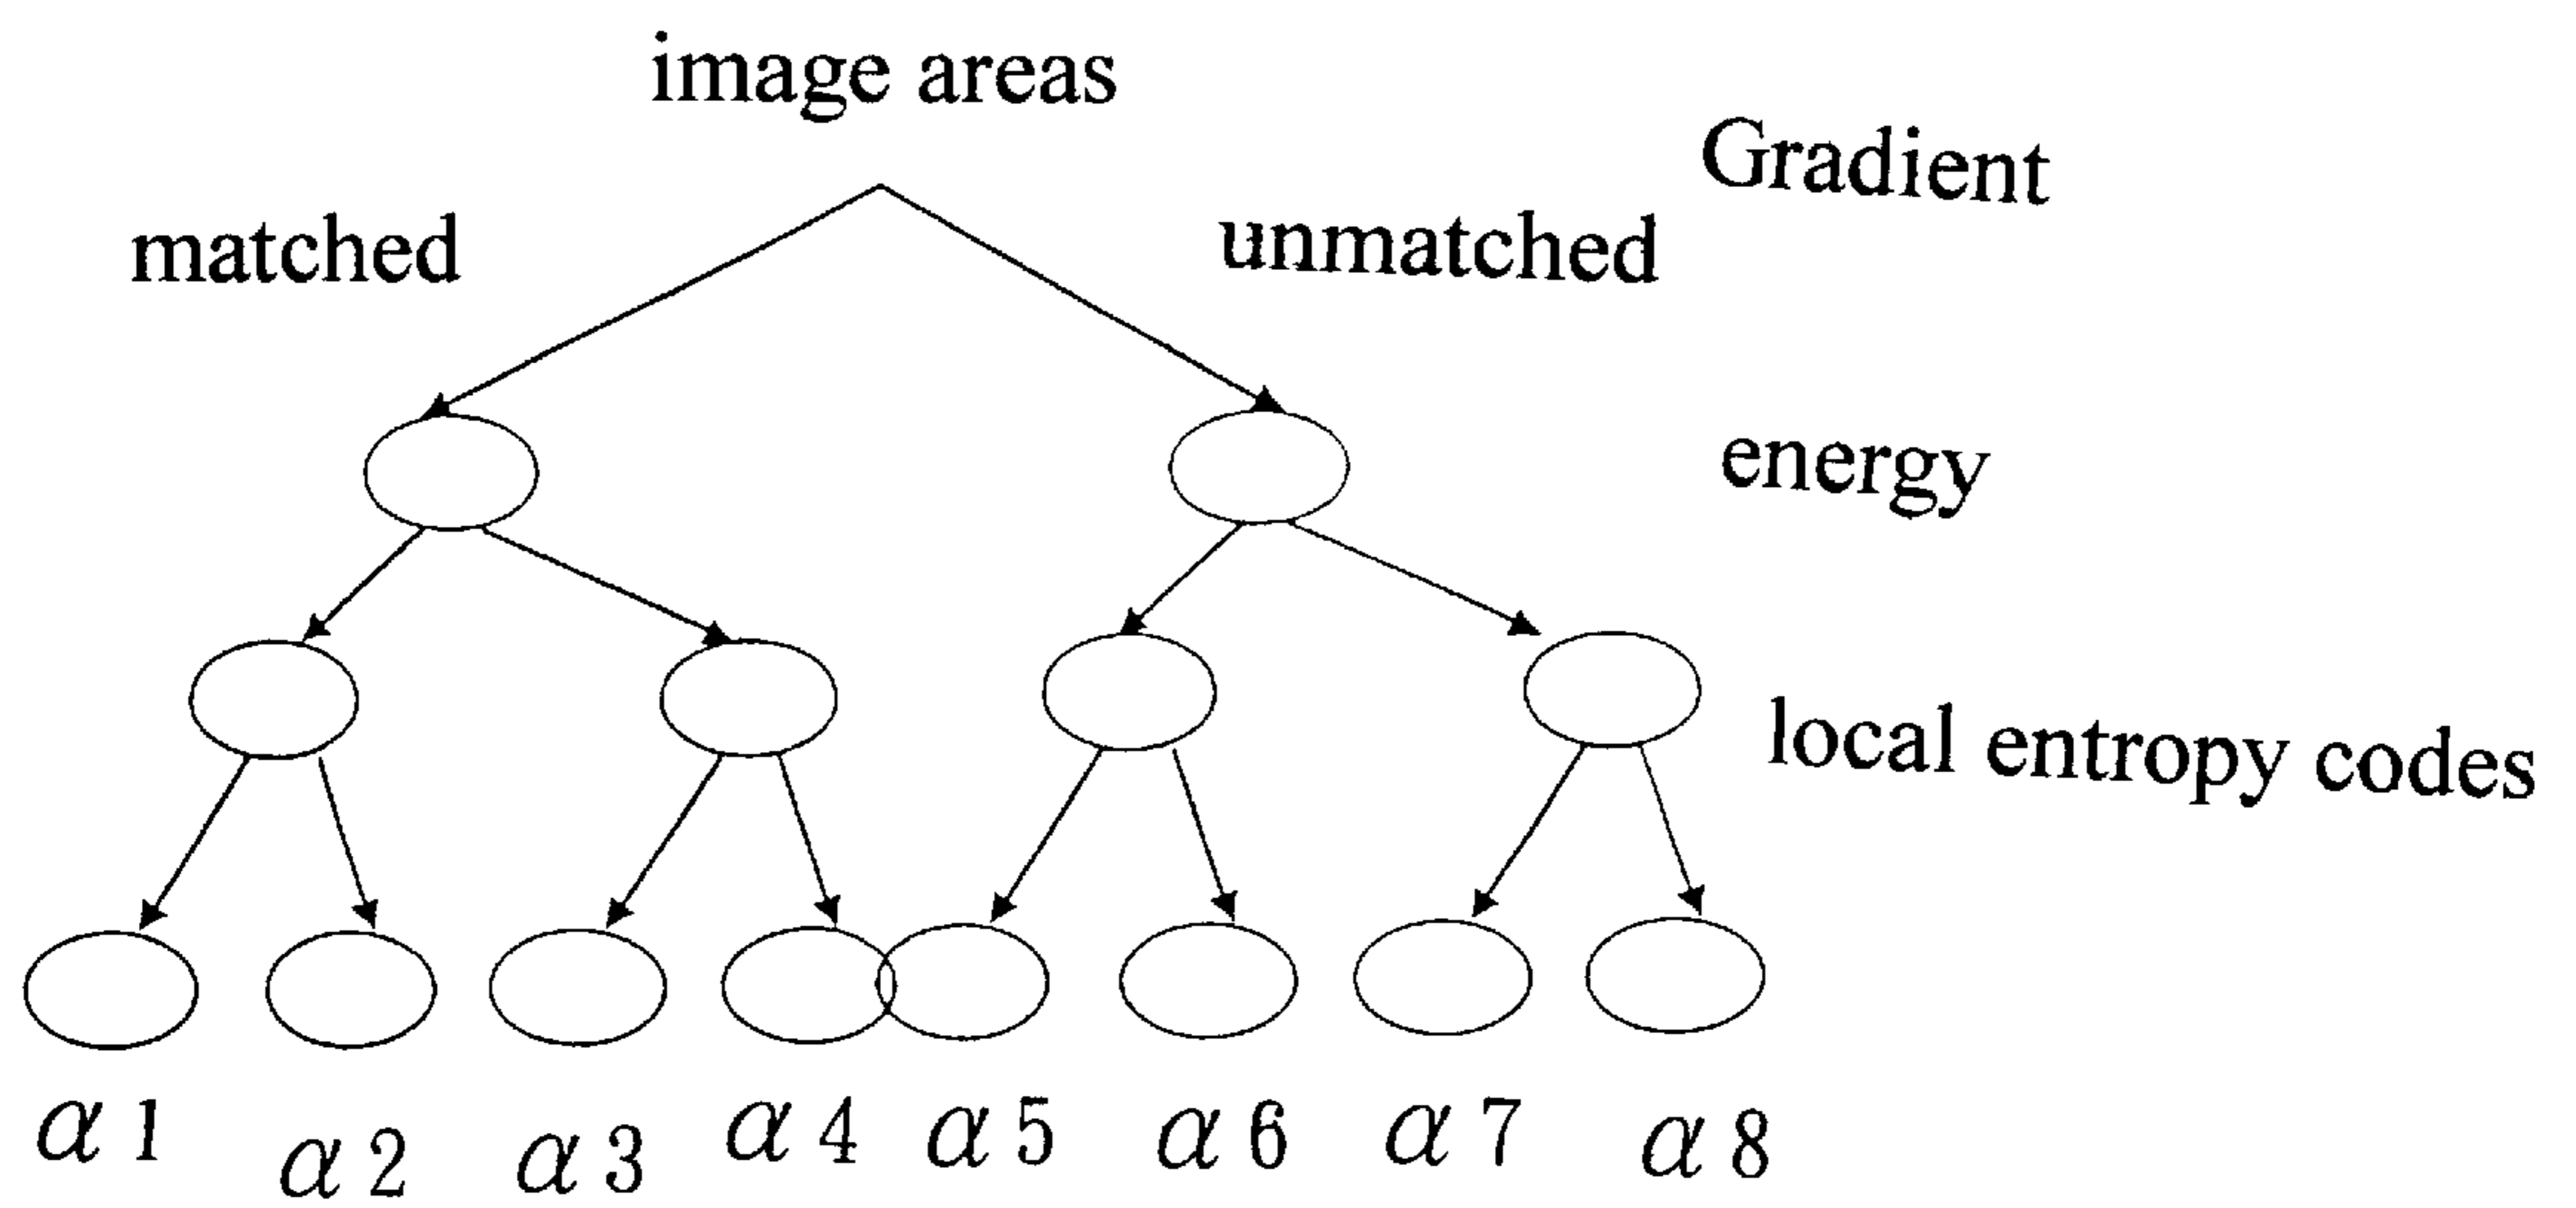 image areas
Gradient
matched
unmatched
energy
local entropy codes
α 1
α 2
α 3
α 4
α 5
α 6
α 7
α 8